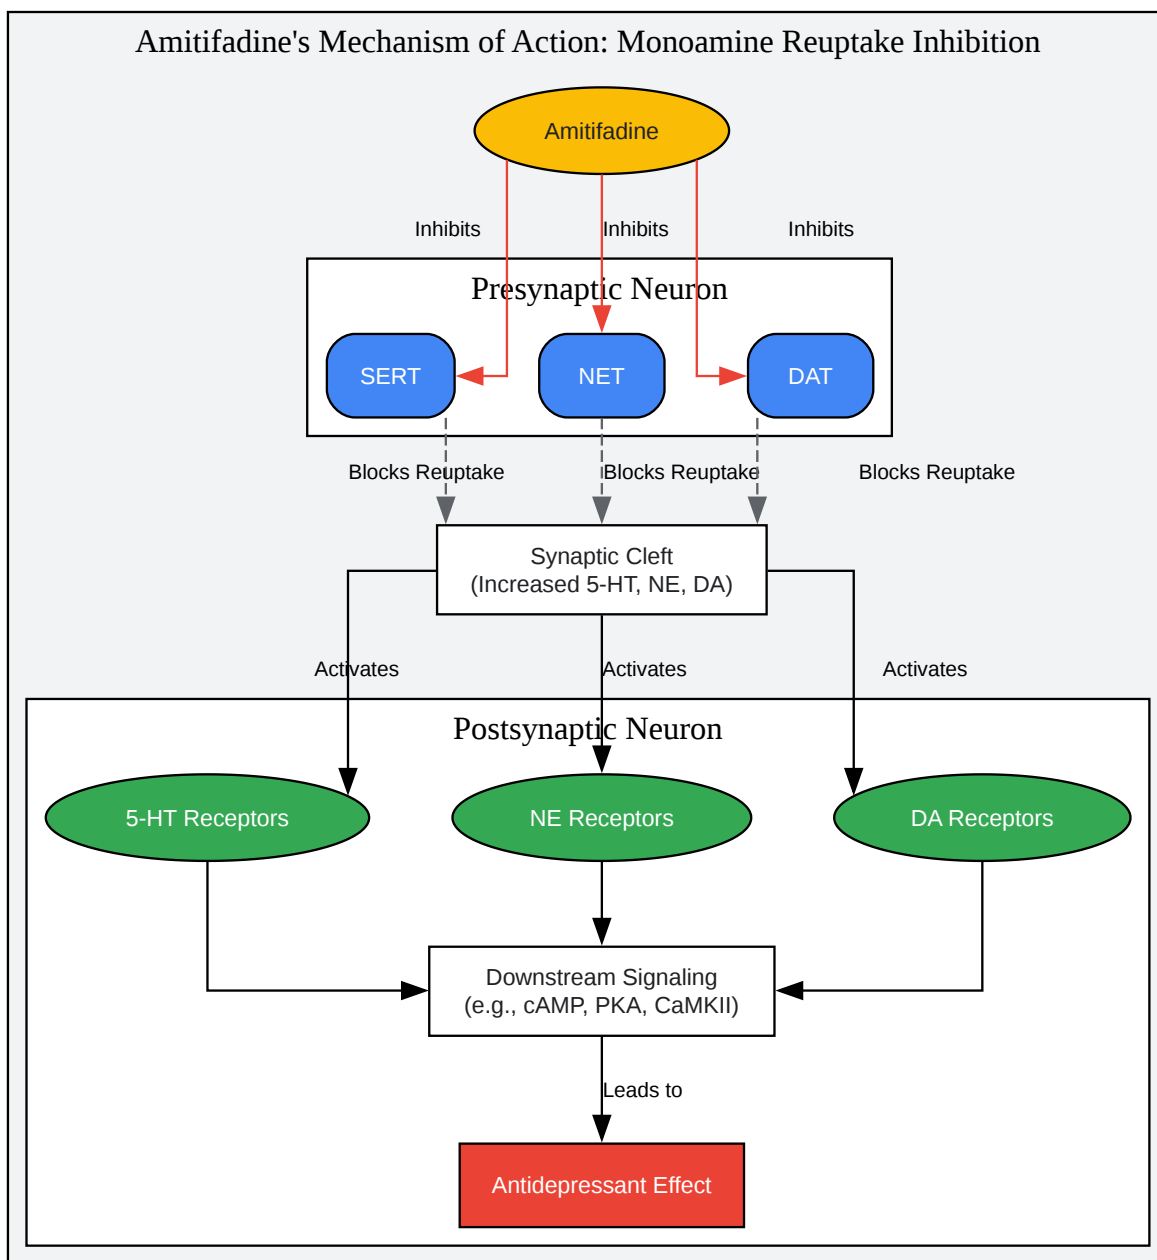 Amitifadine's Mechanism of Action: Monoamine Reuptake Inhibition
Amitifadine
Inhibits
Inhibits
Inhibits
Presynaptic Neuron
SERT
NET
DAT
Blocks Reuptake
Blocks Reuptake
Blocks Reuptake
Synaptic Cleft
(Increased 5-HT, NE, DA)
Activates
Activates
Activates
Postsynaptic Neuron
5-HT Receptors
NE Receptors
DA Receptors
Downstream Signaling
(e.g., cAMP, PKA, CaMKII)
Leads to
Antidepressant Effect